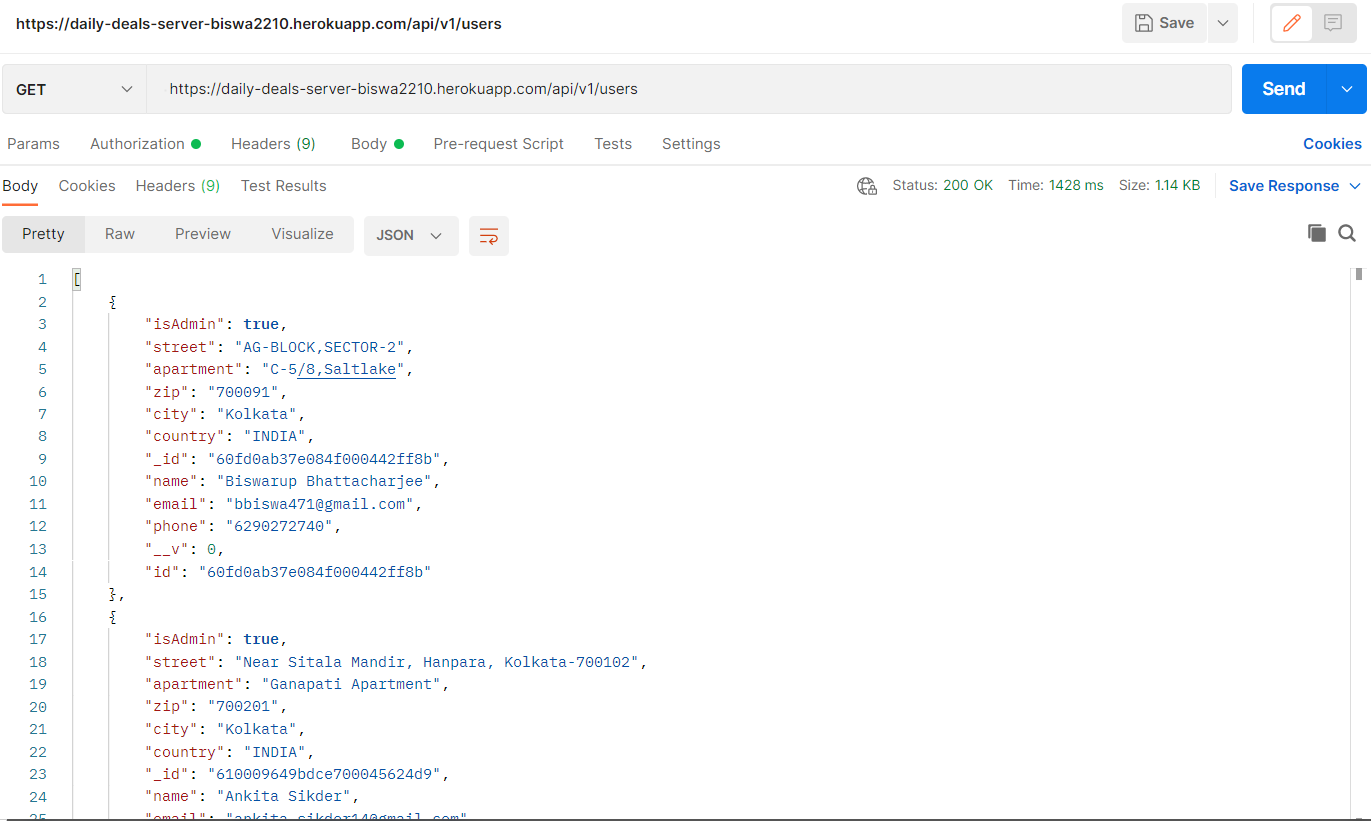 https://daily-deals-server-biswa2210.herokuapp.com/api/v1/users
Save
GET https://daily-deals-server-biswa2210.herokuapp.com/api/v1/users Send
Params Authorization Headers (9) Body Pre-request Script Tests Settings Cookies
Body Cookies Headers (9) Test Results Status: 200 OK Time: 1428 ms Size: 1.14 KB Save Response
Pretty Raw Preview Visualize JSON
1 [
2 {
3 "isAdmin": true,
4 "street": "AG-BLOCK,SECTOR-2",
5 "apartment": "C-5/8,Saltlake",
6 "zip": "700091",
7 "city": "Kolkata",
8 "country": "INDIA",
9 "_id": "60fd0ab37e084f000442ff8b",
10 "name": "Biswarup Bhattacharjee",
11 "email": "bbiswa471@gmail.com",
12 "phone": "6290272740",
13 "__v": 0,
14 "id": "60fd0ab37e084f000442ff8b"
15 },
16 {
17 "isAdmin": true,
18 "street": "Near Sitala Mandir, Hanpara, Kolkata-700102",
19 "apartment": "Ganapati Apartment",
20 "zip": "700201",
21 "city": "Kolkata",
22 "country": "INDIA",
23 "_id": "610009649bdce700045624d9",
24 "name": "Ankita Sikder",
25 "email": "ankita.sikder14@gmail.com"